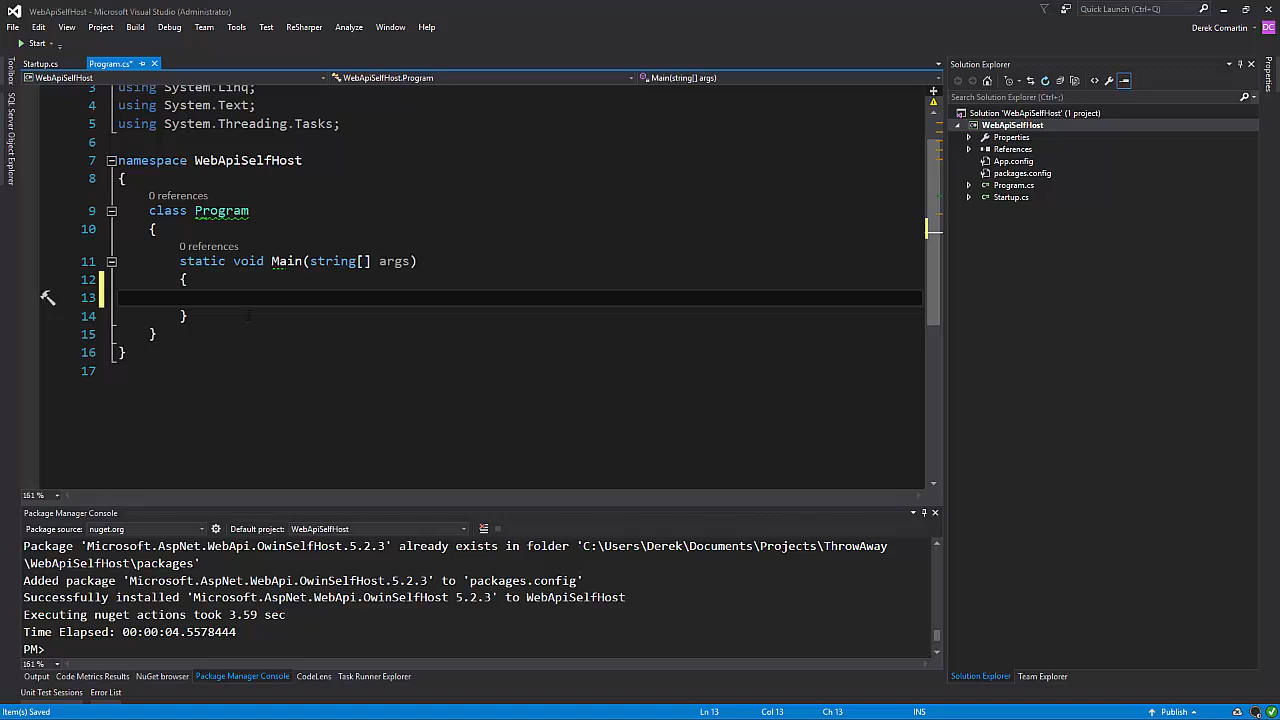 WebApiSelfHost - Microsoft Visual Studio (Administrator)
Quick Launch (Ctrl+Q)
File Edit View Project Build Debug Team Tools Test ReSharper Analyze Window Help
Derek Comartin
DC
Start
Startup.cs
Program.cs*
WebApiSelfHost
WebApiSelfHost.Program
Main(string[] args)
Toolbox
SQL Server Object Explorer
3 using System.Linq;
4 using System.Text;
5 using System.Threading.Tasks;
6
7 namespace WebApiSelfHost
8 {
0 references
9 class Program
10 {
0 references
11 static void Main(string[] args)
12 {
13
14 }
15 }
16 }
17
161 %
Solution Explorer
Search Solution Explorer (Ctrl+;)
Solution 'WebApiSelfHost' (1 project)
WebApiSelfHost
Properties
References
App.config
packages.config
Program.cs
Startup.cs
Properties
Package Manager Console
Package source: nuget.org
Default project: WebApiSelfHost
Package 'Microsoft.AspNet.WebApi.OwinSelfHost.5.2.3' already exists in folder 'C:\Users\Derek\Documents\Projects\ThrowAway
\WebApiSelfHost\packages'
Added package 'Microsoft.AspNet.WebApi.OwinSelfHost.5.2.3' to 'packages.config'
Successfully installed 'Microsoft.AspNet.WebApi.OwinSelfHost 5.2.3' to WebApiSelfHost
Executing nuget actions took 3.59 sec
Time Elapsed: 00:00:04.5578444
PM>
161 %
Output Code Metrics Results NuGet browser Package Manager Console CodeLens Task Runner Explorer
Solution Explorer Team Explorer
Unit Test Sessions Error List
Item(s) Saved
Ln 13 Col 13 Ch 13 INS
Publish